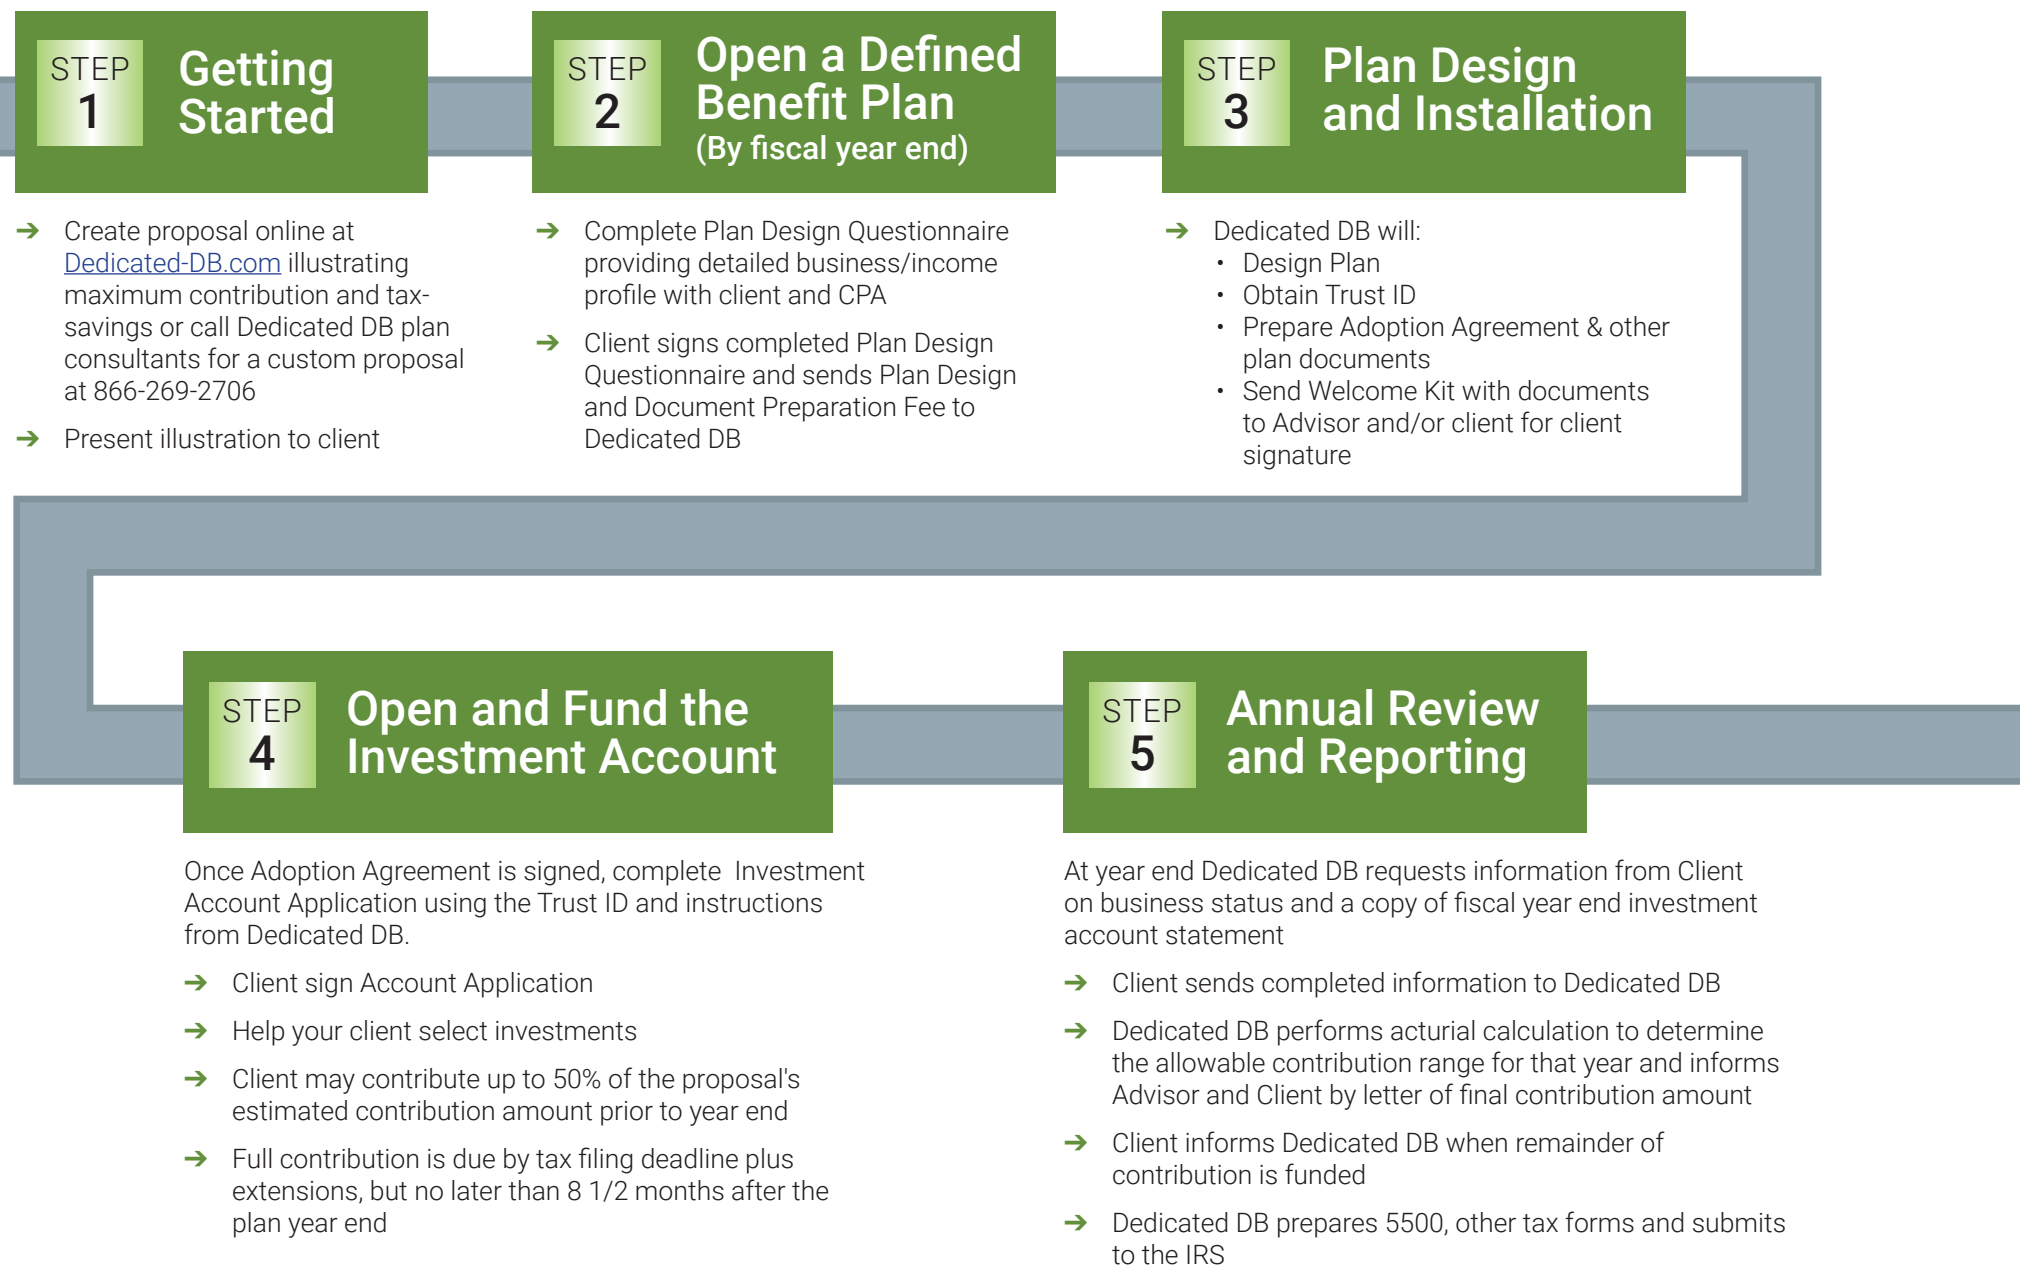 STEP
1
Getting
Started
➔ Create proposal online at
Dedicated-DB.com illustrating
maximum contribution and tax-
savings or call Dedicated DB plan
consultants for a custom proposal
at 866-269-2706
➔ Present illustration to client
STEP
2
Open a Defined
Benefit Plan
(By fiscal year end)
➔ Complete Plan Design Questionnaire
providing detailed business/income
profile with client and CPA
➔ Client signs completed Plan Design
Questionnaire and sends Plan Design
and Document Preparation Fee to
Dedicated DB
STEP
3
Plan Design
and Installation
➔ Dedicated DB will:
• Design Plan
• Obtain Trust ID
• Prepare Adoption Agreement & other
plan documents
• Send Welcome Kit with documents
to Advisor and/or client for client
signature
STEP
4
Open and Fund the
Investment Account
Once Adoption Agreement is signed, complete Investment
Account Application using the Trust ID and instructions
from Dedicated DB.
➔ Client sign Account Application
➔ Help your client select investments
➔ Client may contribute up to 50% of the proposal's
estimated contribution amount prior to year end
➔ Full contribution is due by tax filing deadline plus
extensions, but no later than 8 1/2 months after the
plan year end
STEP
5
Annual Review
and Reporting
At year end Dedicated DB requests information from Client
on business status and a copy of fiscal year end investment
account statement
➔ Client sends completed information to Dedicated DB
➔ Dedicated DB performs acturial calculation to determine
the allowable contribution range for that year and informs
Advisor and Client by letter of final contribution amount
➔ Client informs Dedicated DB when remainder of
contribution is funded
➔ Dedicated DB prepares 5500, other tax forms and submits
to the IRS